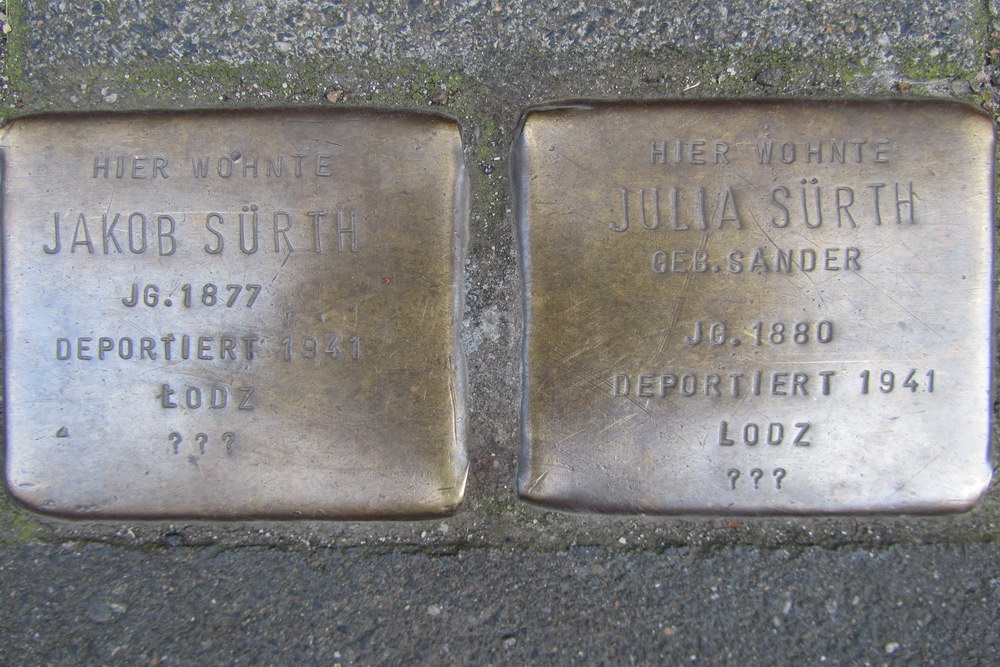 HIER WOHNTE
JAKOB SÜRTH
JG. 1877
DEPORTIERT 1941
ŁODZ
???
HIER WOHNTE
JULIA SÜRTH
GEB. SANDER
JG. 1880
DEPORTIERT 1941
ŁODZ
???